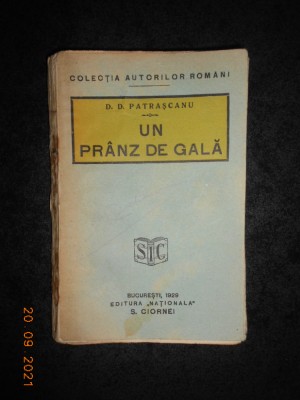 COLECȚIA AUTORILOR ROMÂNI
D. D. PATRAȘCANU
UN
PRÂNZ DE GALĂ
SIC
BUCUREȘTI, 1929
EDITURA „NAȚIONALA”
S. CIORNEI
20 09 2021